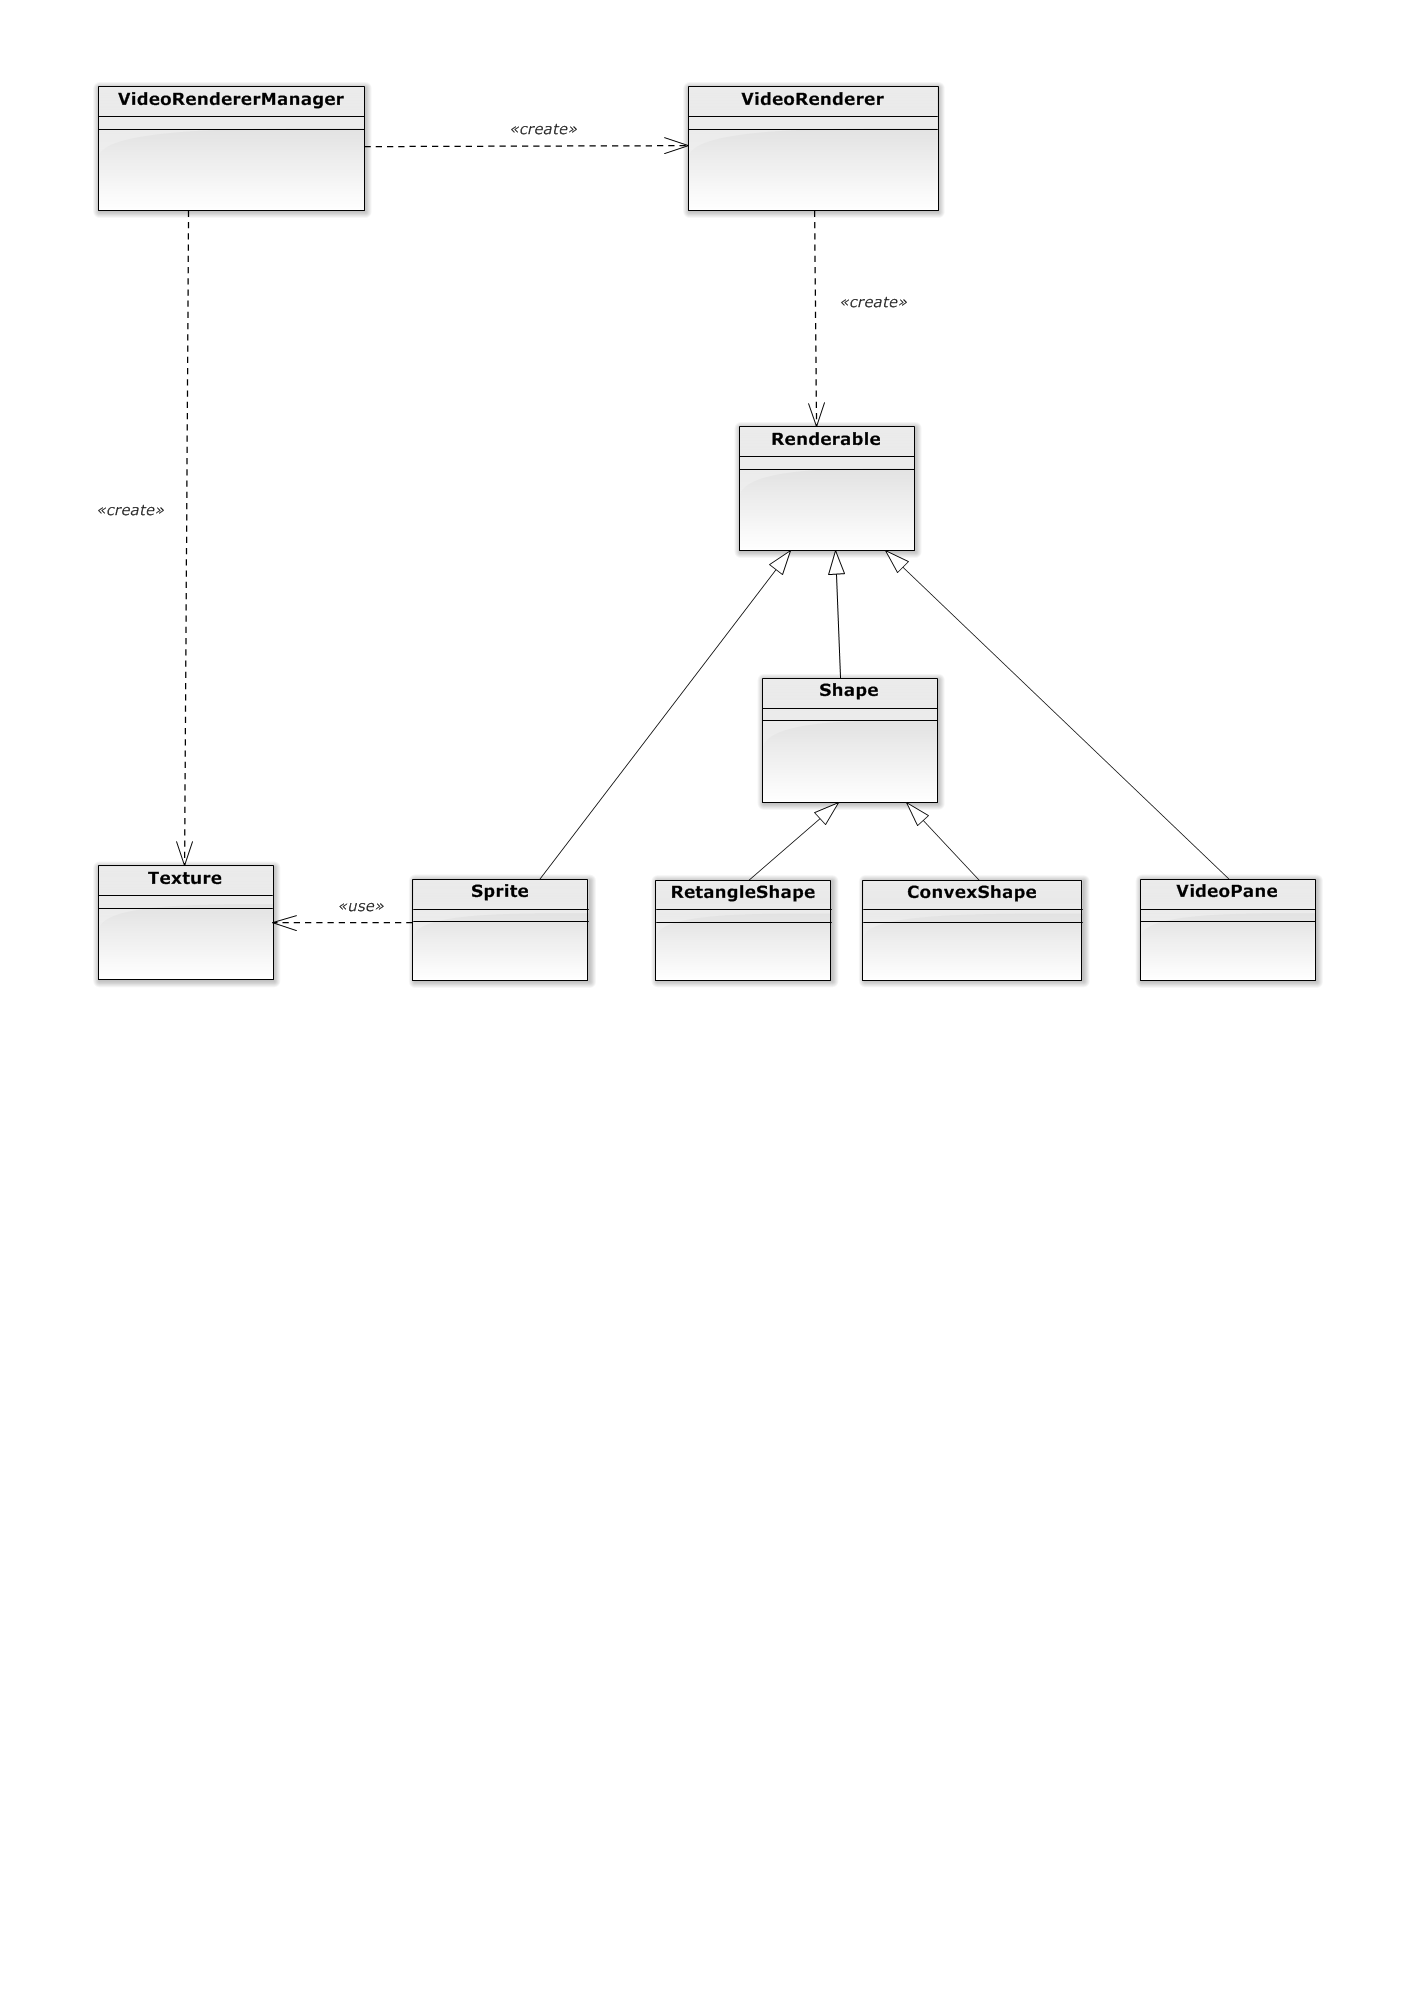 VideoRendererManager
VideoRenderer
«create»
«create»
Renderable
«create»
Shape
Texture
Sprite
RetangleShape
ConvexShape
VideoPane
«use»